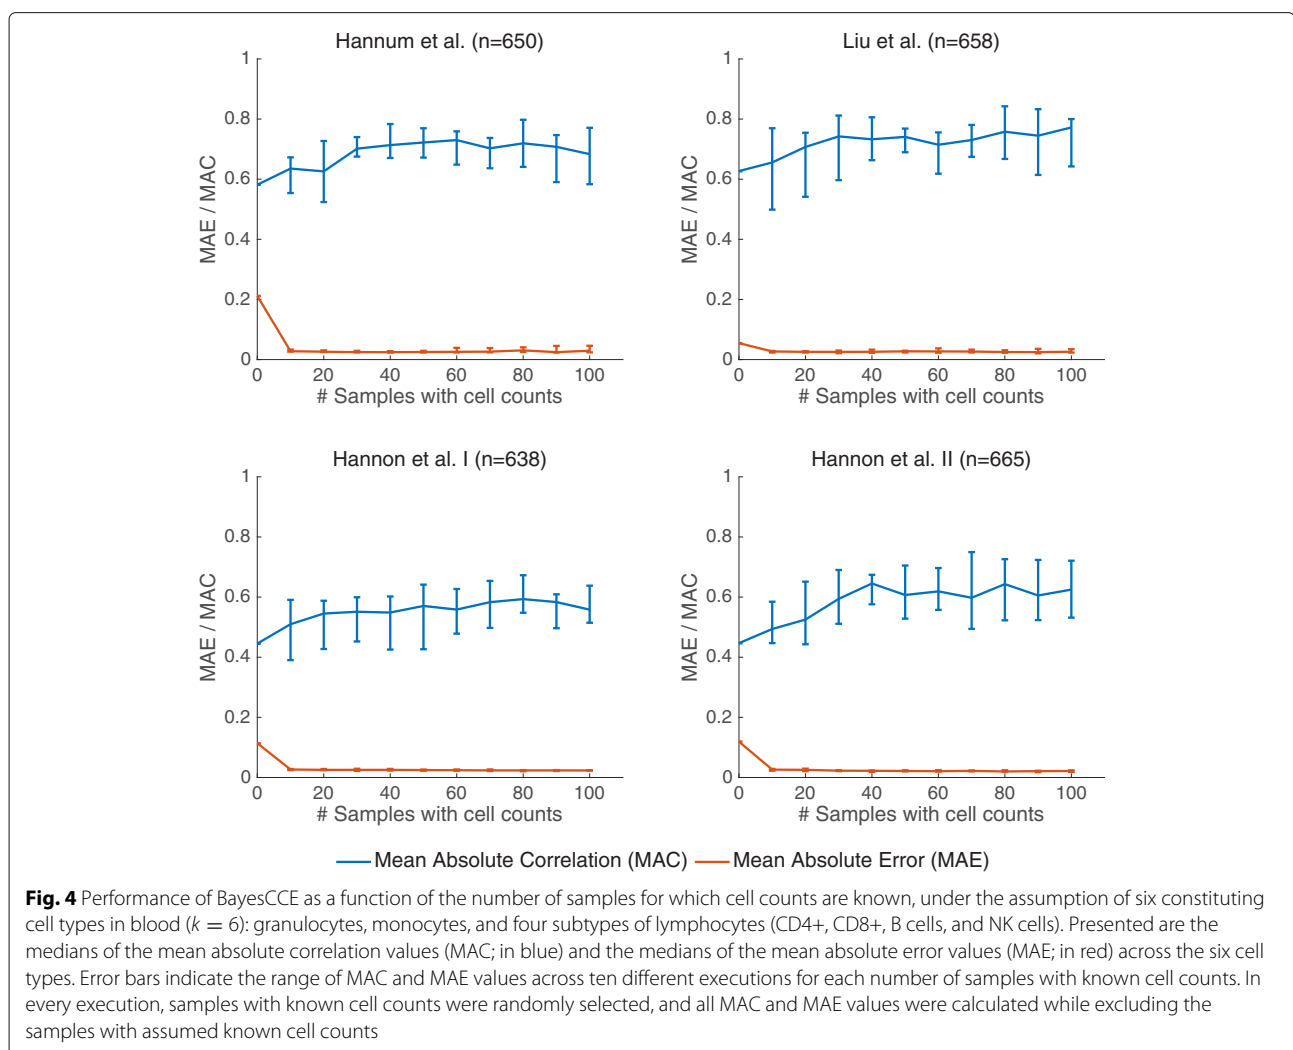 Hannum et al. (n=650)
1
0.8
0.6
0.4
0.2
0
MAE / MAC
0 20 40 60 80 100
# Samples with cell counts
Liu et al. (n=658)
1
0.8
0.6
0.4
0.2
0
MAE / MAC
0 20 40 60 80 100
# Samples with cell counts
Hannon et al. I (n=638)
1
0.8
0.6
0.4
0.2
0
MAE / MAC
0 20 40 60 80 100
# Samples with cell counts
Hannon et al. II (n=665)
1
0.8
0.6
0.4
0.2
0
MAE / MAC
0 20 40 60 80 100
# Samples with cell counts
Mean Absolute Correlation (MAC) Mean Absolute Error (MAE)
Fig. 4 Performance of BayesCCE as a function of the number of samples for which cell counts are known, under the assumption of six constituting
cell types in blood (k = 6): granulocytes, monocytes, and four subtypes of lymphocytes (CD4+, CD8+, B cells, and NK cells). Presented are the
medians of the mean absolute correlation values (MAC; in blue) and the medians of the mean absolute error values (MAE; in red) across the six cell
types. Error bars indicate the range of MAC and MAE values across ten different executions for each number of samples with known cell counts. In
every execution, samples with known cell counts were randomly selected, and all MAC and MAE values were calculated while excluding the
samples with assumed known cell counts